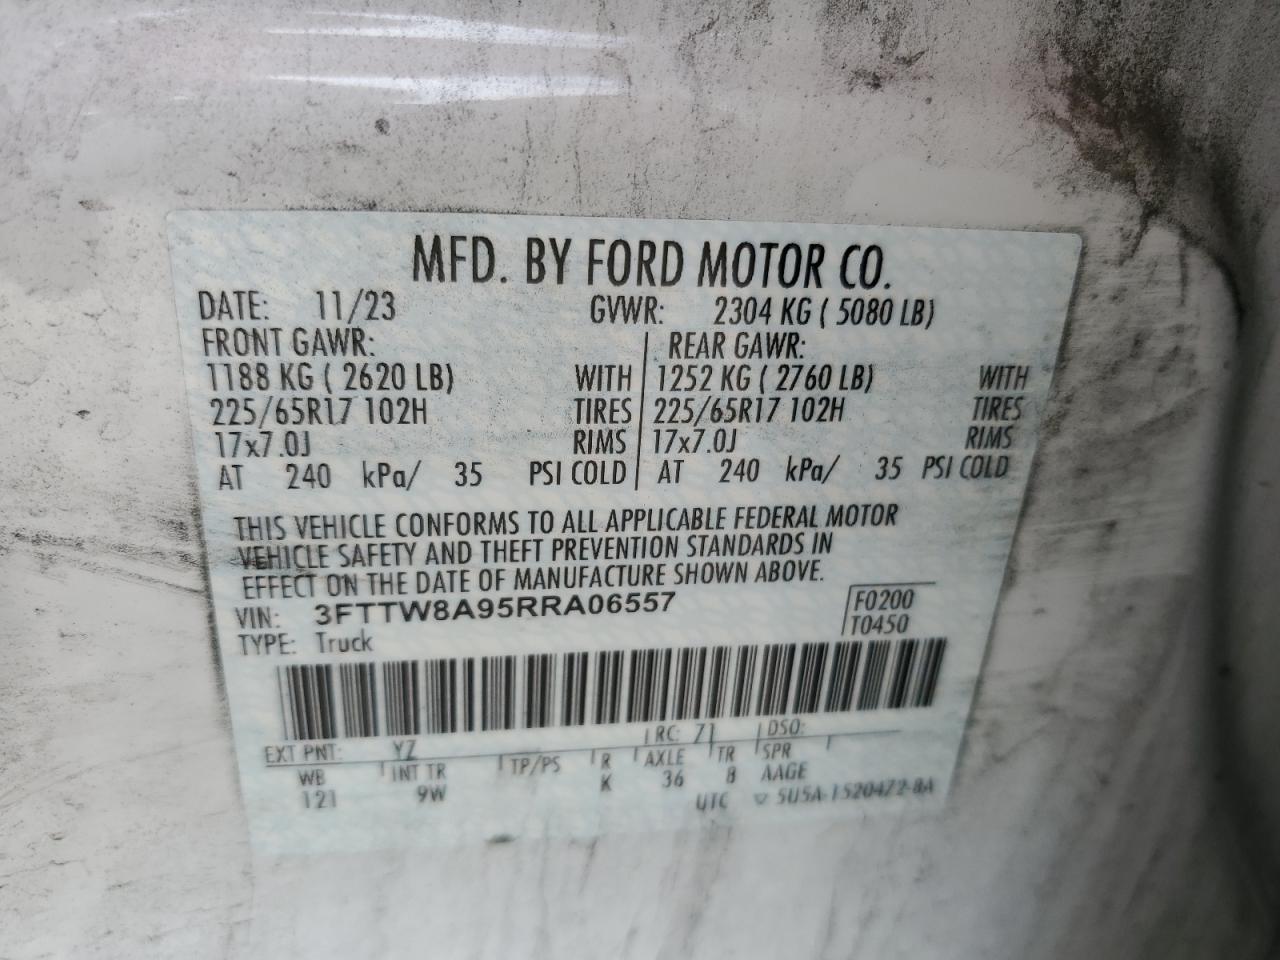 MFD. BY FORD MOTOR CO.
DATE: 11/23 GVWR: 2304 KG ( 5080 LB)
FRONT GAWR: REAR GAWR:
1188 KG ( 2620 LB) WITH 1252 KG ( 2760 LB) WITH
225/65R17 102H TIRES 225/65R17 102H TIRES
17x7.0J RIMS 17x7.0J RIMS
AT 240 kPa/ 35 PSI COLD AT 240 kPa/ 35 PSI COLD
THIS VEHICLE CONFORMS TO ALL APPLICABLE FEDERAL MOTOR
VEHICLE SAFETY AND THEFT PREVENTION STANDARDS IN
EFFECT ON THE DATE OF MANUFACTURE SHOWN ABOVE.
VIN: 3FTTW8A95RRA06557 F0200
TYPE: Truck T0450
EXT PNT: YZ RC: 71 DSO:
WB INT TR TP/PS R AXLE TR SPR
121 9W K 36 8 AAGE
UTC ▽ 5U5A-1520472-BA